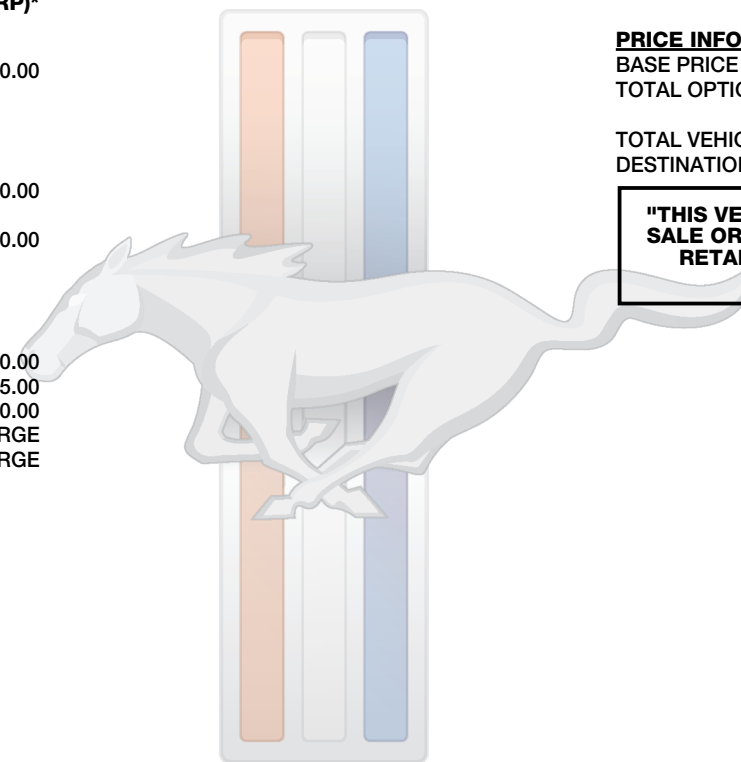 RP)*
0.00
0.00
0.00
0.00
5.00
0.00
RGE
RGE
PRICE INFO
BASE PRICE
TOTAL OPTIO
TOTAL VEHIC
DESTINATION
"THIS VE
SALE OR
RETAI